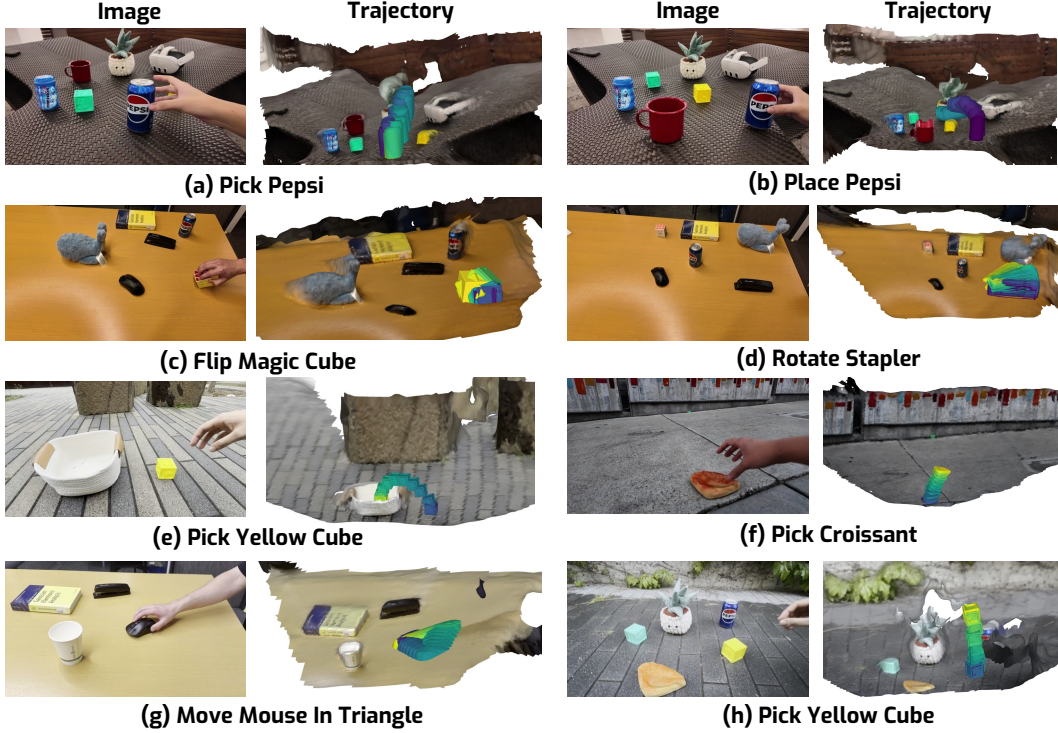 Image
Trajectory
Image
Trajectory
PEPSI
PEPSI
(a) Pick Pepsi
(b) Place Pepsi
(c) Flip Magic Cube
(d) Rotate Stapler
(e) Pick Yellow Cube
(f) Pick Croissant
(g) Move Mouse In Triangle
(h) Pick Yellow Cube